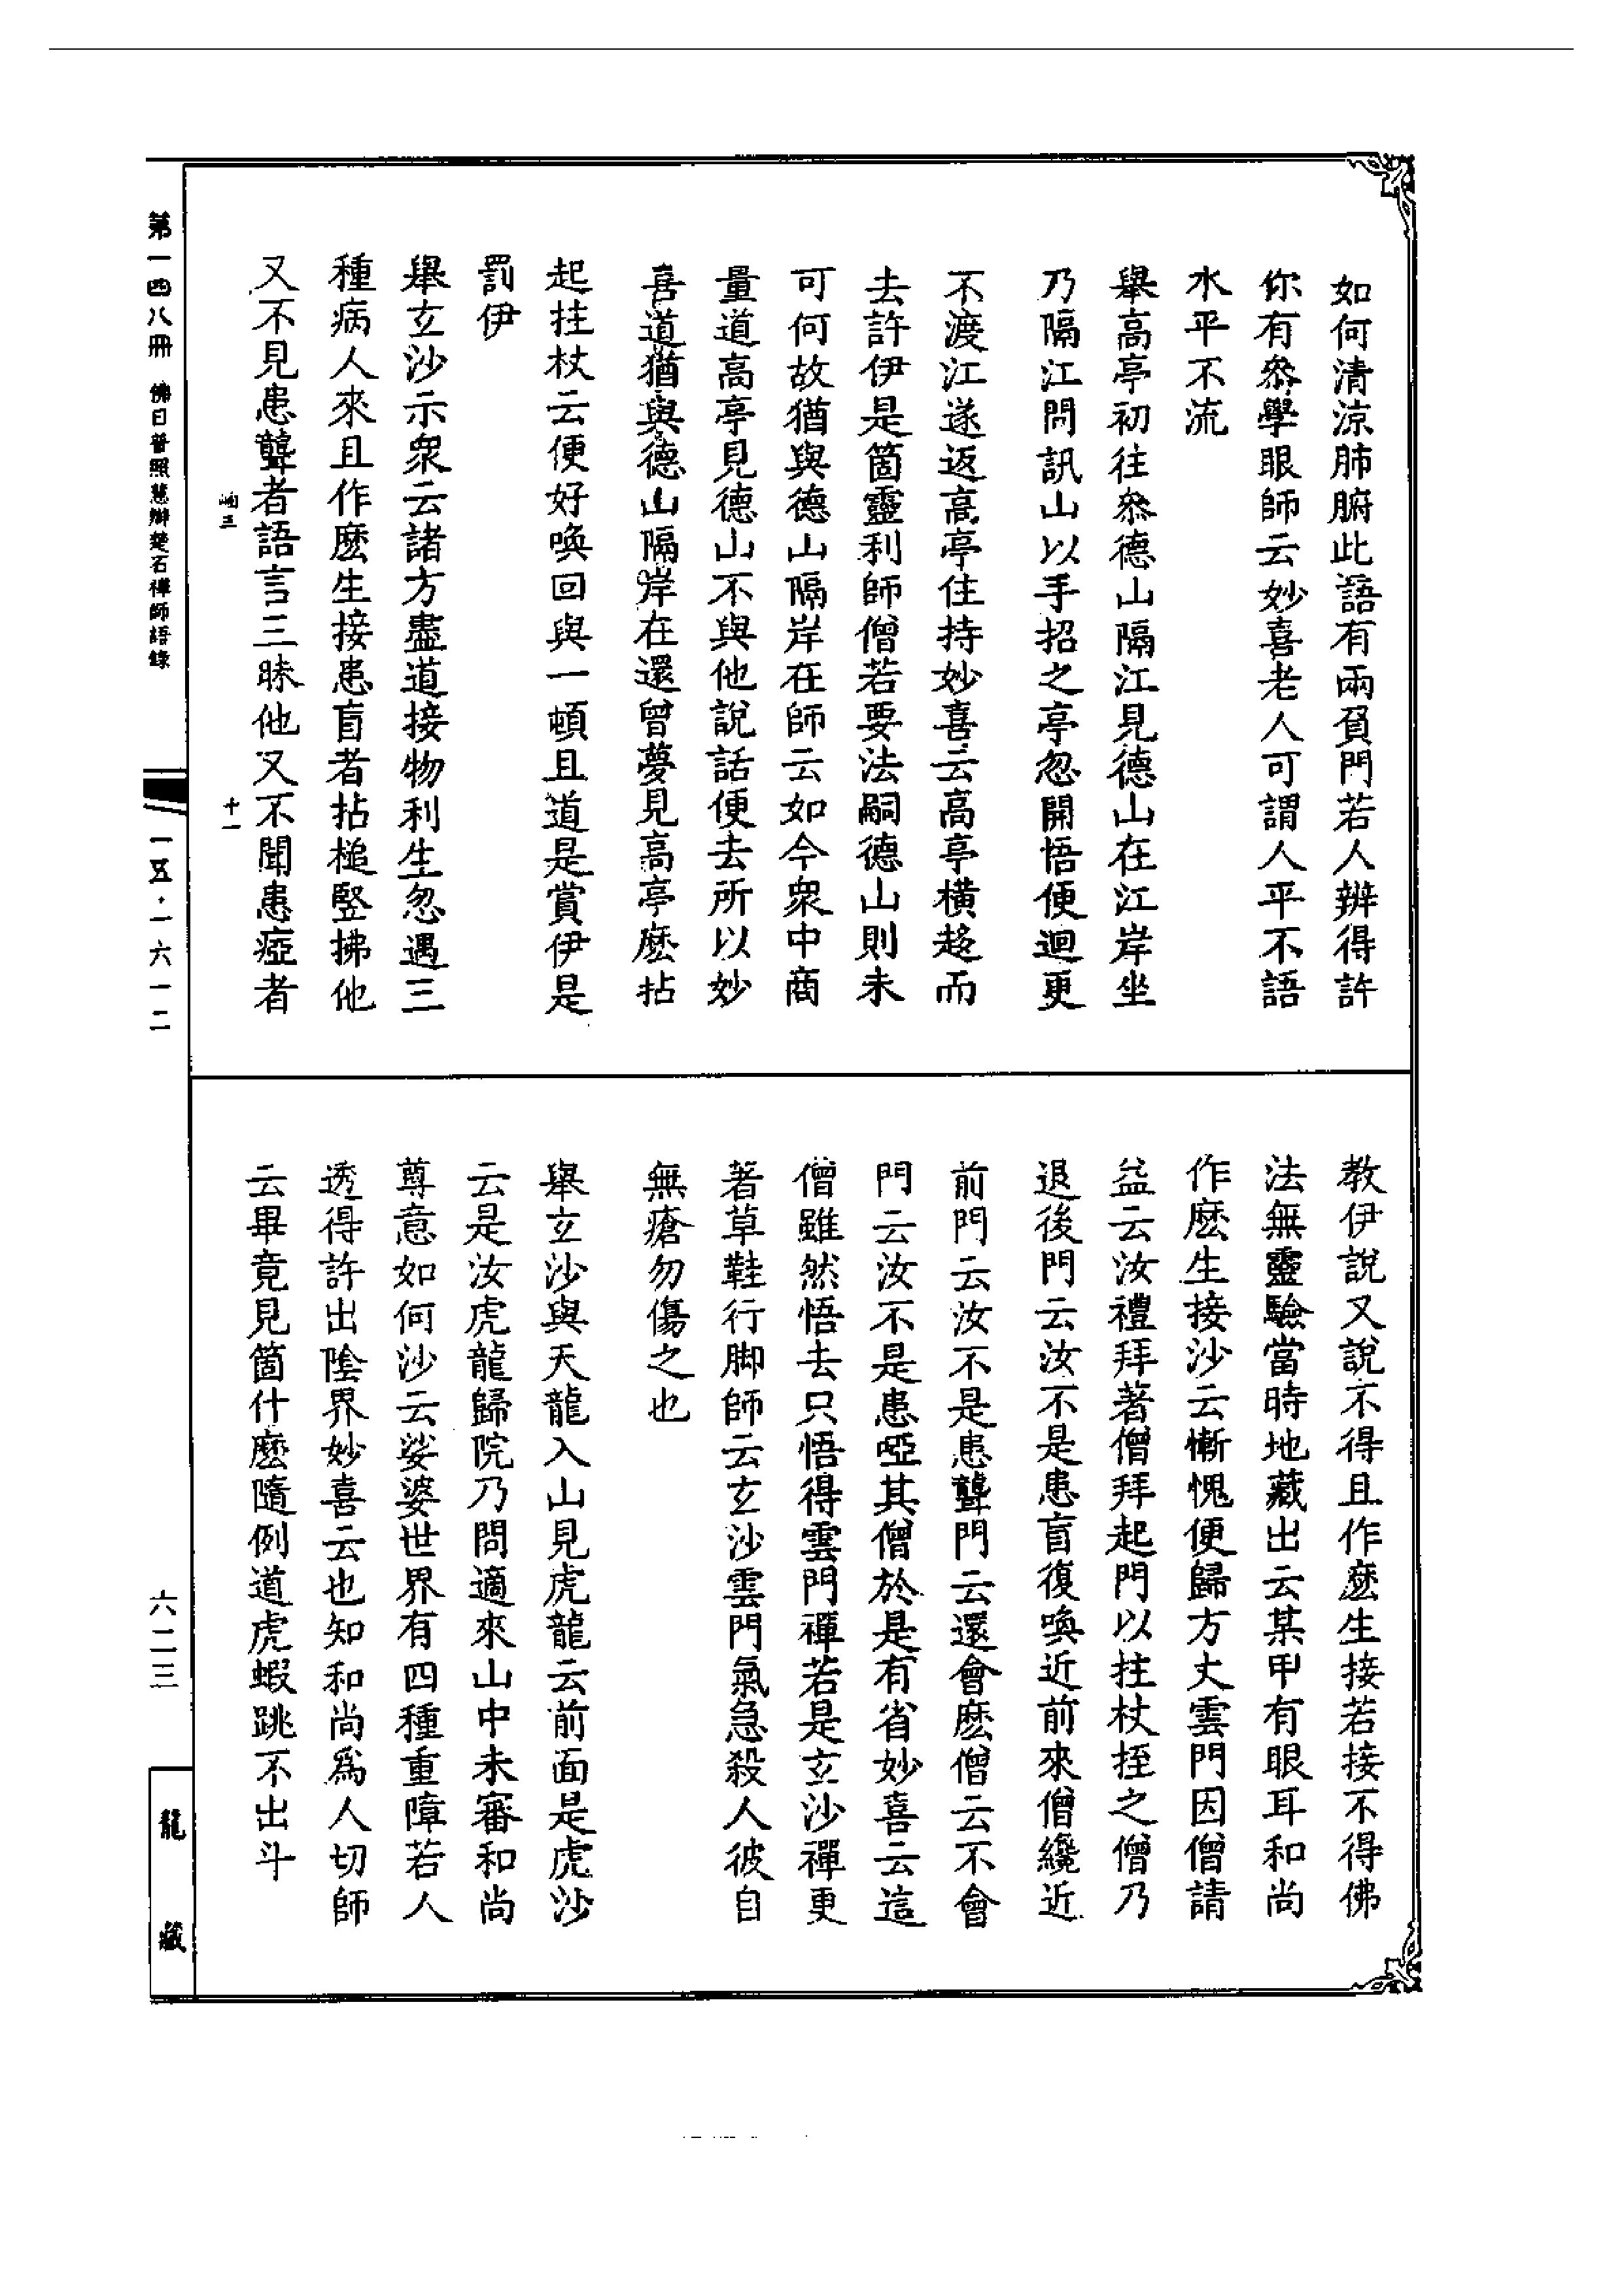 如何清涼肺腑此語有兩負門若人辨得許
你有叅學眼師云妙喜老人可謂人平不語
水平不流
舉高亭初往叅德山隔江見德山在江岸坐
乃隔江問訊山以手招之亭忽開悟便迴更
不渡江遂返高亭住持妙喜云高亭橫趍而
去許伊是箇靈利師僧若要法嗣德山則未
可何故猶與德山隔岸在師云如今衆中商
量道高亭見德山不與他說話便去所以妙
喜道猶與德山隔岸在還曾夢見高亭麽拈
起拄杖云便好喚回與一頓且道是賞伊是
罰伊
舉玄沙示衆云諸方盡道接物利生忽遇三
種病人來且作麽生接患盲者拈槌竪拂他
又不見患聾者語言三昧他又不聞患瘂者
教伊說又說不得且作麽生接若接不得佛
法無靈驗當時地藏出云某甲有眼耳和尚
作麽生接沙云慚愧便歸方丈雲門因僧請
益云汝禮拜著僧拜起門以拄杖挃之僧乃
退後門云汝不是患盲復喚近前來僧纔近
前門云汝不是患聾門云還會麽僧云不會
門云汝不是患啞其僧於是有省妙喜云這
僧雖然悟去只悟得雲門禪若是玄沙禪更
著草鞋行脚師云玄沙雲門氣急殺人彼自
無瘡勿傷之也
舉玄沙與天龍入山見虎龍云前面是虎沙
云是汝虎龍歸院乃問適來山中未審和尚
尊意如何沙云娑婆世界有四種重障若人
透得許出陰界妙喜云也知和尚爲人切師
云畢竟見箇什麽隨例道虎蝦跳不出斗
三
十一
第一四八冊
佛日普照慧辯楚石禪師語錄
一五·一六一二
六二三
龍藏